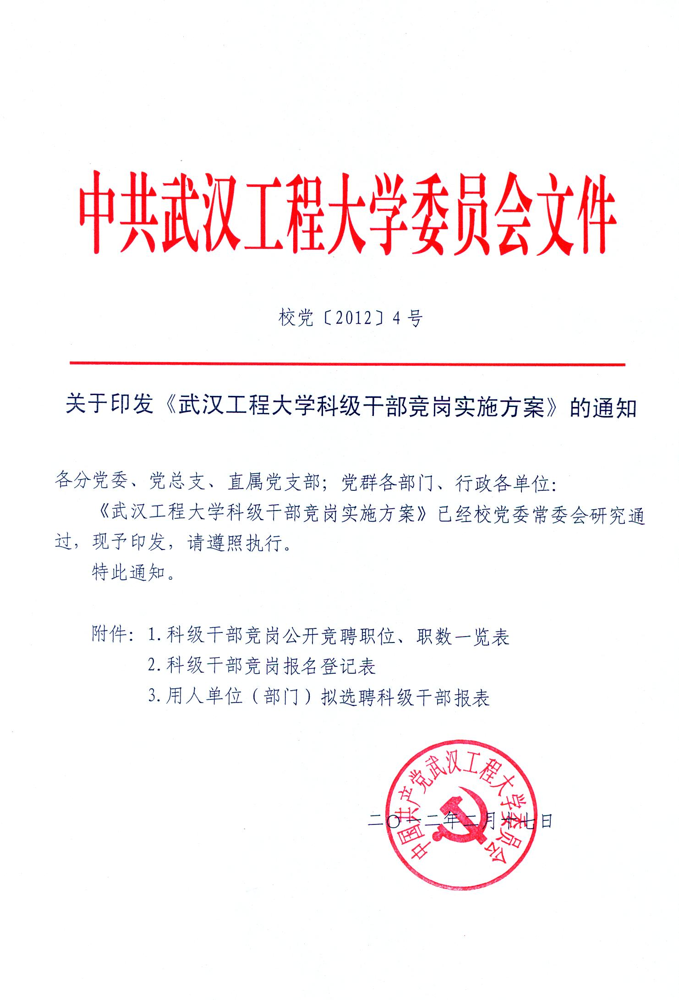 中共武汉工程大学委员会文件
校党〔2012〕4 号
关于印发《武汉工程大学科级干部竞岗实施方案》的通知
各分党委、党总支、直属党支部；党群各部门、行政各单位：
《武汉工程大学科级干部竞岗实施方案》已经校党委常委会研究通
过，现予印发，请遵照执行。
特此通知。
附件：1.科级干部竞岗公开竞聘职位、职数一览表
2.科级干部竞岗报名登记表
3.用人单位（部门）拟选聘科级干部报表
中国共产党武汉工程大学委员会
二〇一二年二月十七日